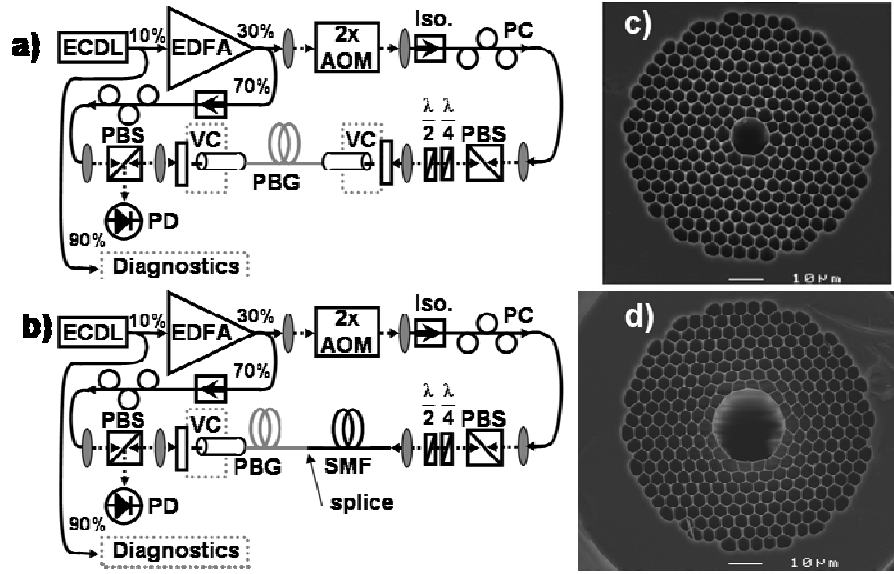 a)
ECDL 10% EDFA 30% 2x AOM Iso. PC
70%
PBS VC PBG VC λ/2 λ/4 PBS
PD
90%
Diagnostics
b)
ECDL 10% EDFA 30% 2x AOM Iso. PC
70%
PBS VC PBG SMF λ/2 λ/4 PBS
splice
PD
90%
Diagnostics
c)
10μm
d)
10μm